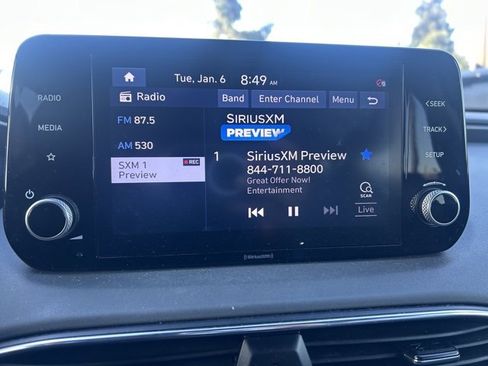 Tue, Jan. 6 8:49 AM
RADIO
MEDIA
Radio
Band Enter Channel Menu
FM 87.5
AM 530
SXM 1 REC
Preview
SIRIUSXM
PREVIEW
1 SiriusXM Preview
844-711-8800
Great Offer Now!
Entertainment
SCAN
Live
< SEEK
TRACK >
SETUP
SiriusXM